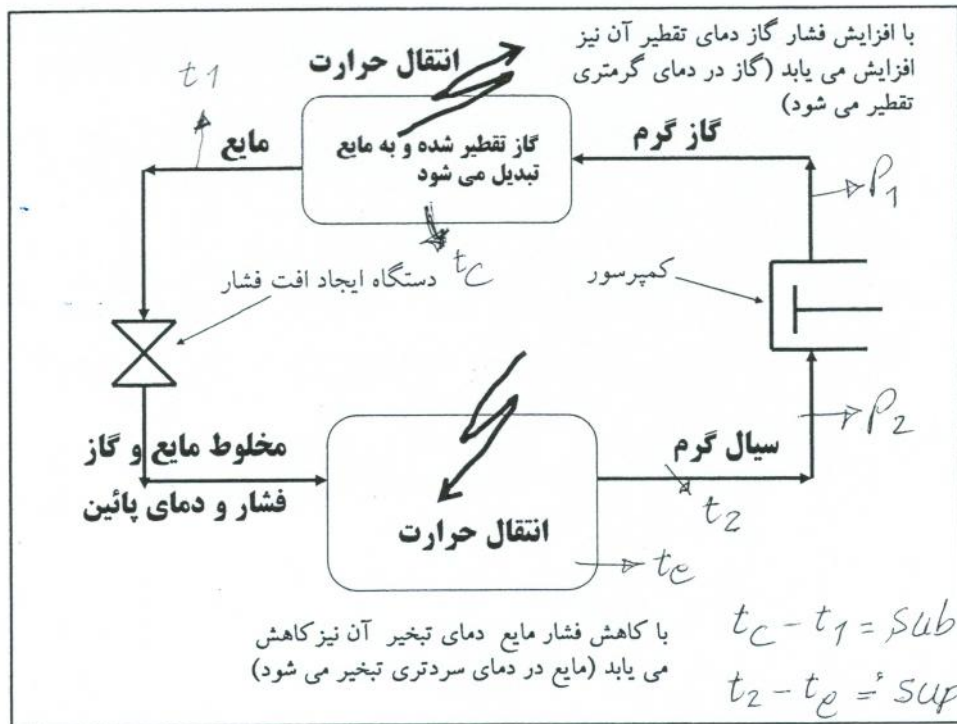 با افزایش فشار گاز دمای تقطیر آن نیز
افزایش می یابد (گاز در دمای گرمتری
تقطیر می شود)
انتقال حرارت
t1
گاز گرم
گاز تقطیر شده و به مایع
تبدیل می شود
مایع
P1
tc
کمپرسور
دستگاه ایجاد افت فشار
P2
سیال گرم
مخلوط مایع و گاز
فشار و دمای پائین
t2
انتقال حرارت
te
با کاهش فشار مایع دمای تبخیر آن نیز کاهش
می یابد (مایع در دمای سردتری تبخیر می شود)
tc - t1 = Sub
t2 - te = sup